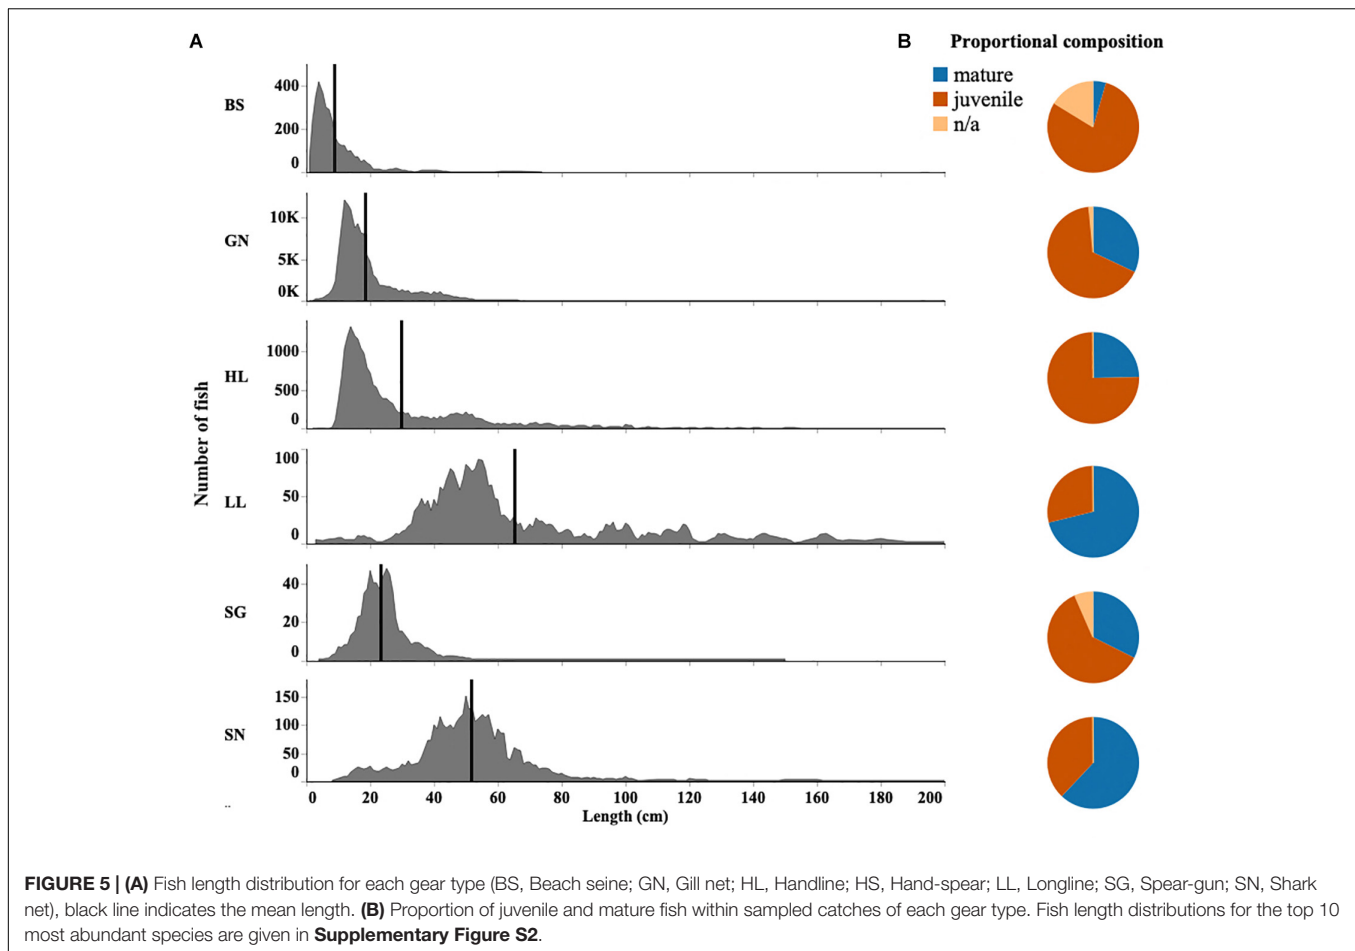 A
B Proportional composition
mature
juvenile
n/a
BS
400
200
0
GN
10K
5K
0K
HL
1000
500
0
LL
100
50
0
SG
40
20
0
SN
150
100
50
0
Number of fish
0 20 40 60 80 100 120 140 160 180 200
Length (cm)
..
FIGURE 5 | (A) Fish length distribution for each gear type (BS, Beach seine; GN, Gill net; HL, Handline; HS, Hand-spear; LL, Longline; SG, Spear-gun; SN, Shark
net), black line indicates the mean length. (B) Proportion of juvenile and mature fish within sampled catches of each gear type. Fish length distributions for the top 10
most abundant species are given in Supplementary Figure S2.